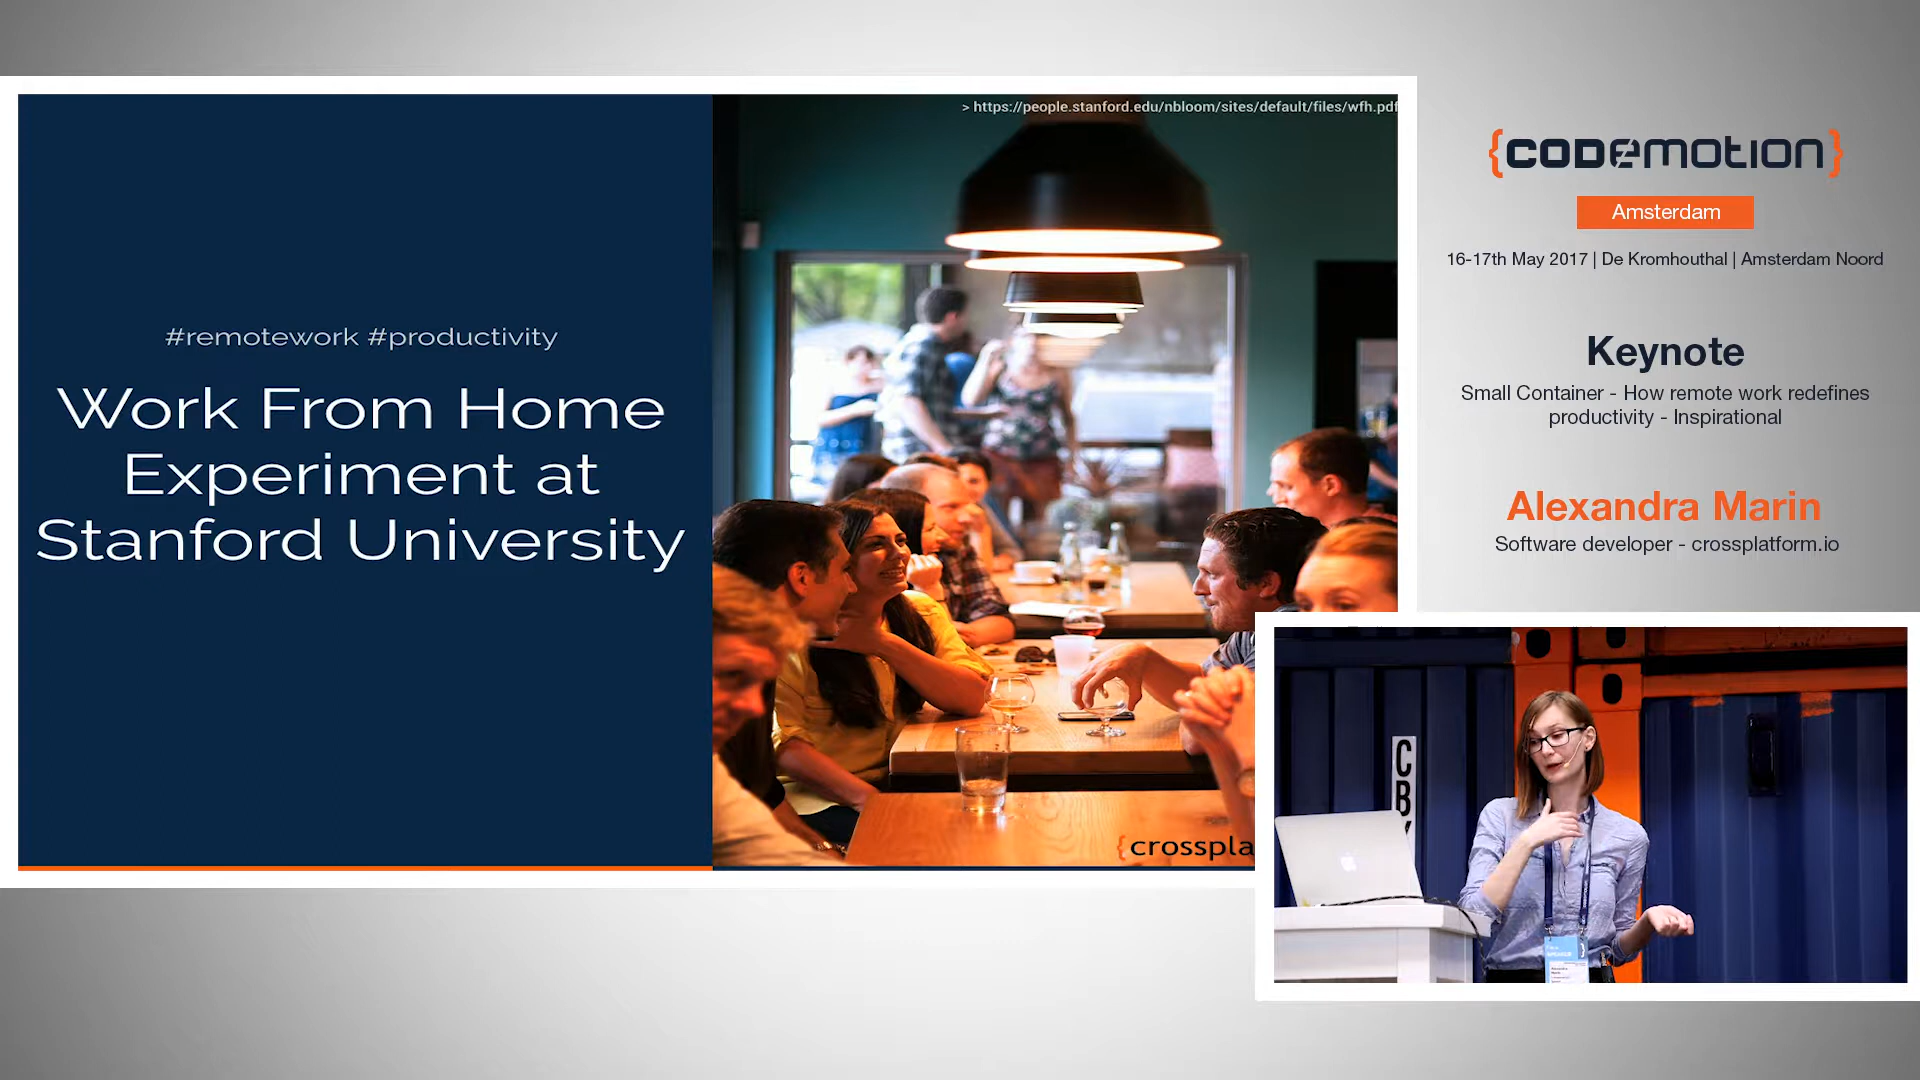 > https://people.stanford.edu/nbloom/sites/default/files/wfh.pdf
#remotework #productivity
Work From Home
Experiment at
Stanford University
{crosspla
{CODEMOTION}
Amsterdam
16-17th May 2017 | De Kromhouthal | Amsterdam Noord
Keynote
Small Container - How remote work redefines
productivity - Inspirational
Alexandra Marin
Software developer - crossplatform.io